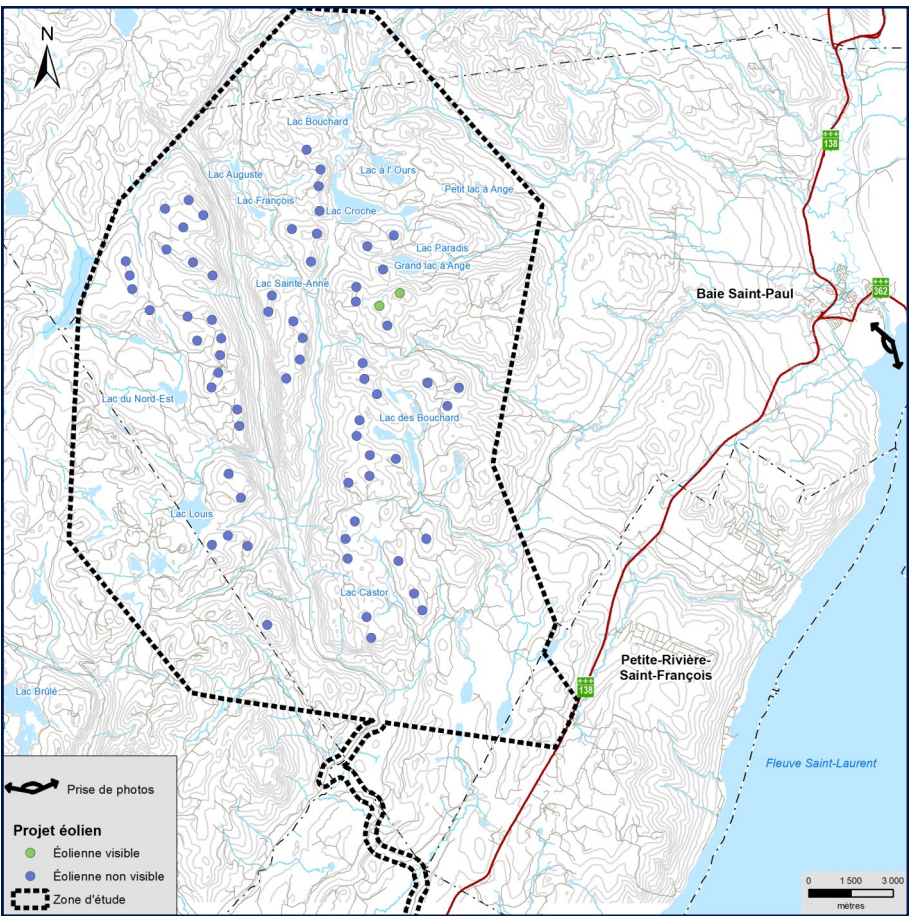 N
Lac Bouchard
138
Lac à l' Ours
Lac Auguste
Petit lac à Ange
Lac François
Lac Croche
Lac Paradis
Grand lac à Ange
Lac Sainte-Anne
Baie Saint-Paul
362
Lac du Nord-Est
Lac des Bouchard
Lac Louis
Lac Castor
Petite-Rivière-
Saint-François
138
Lac Brûlé
Fleuve Saint-Laurent
Prise de photos
Projet éolien
Éolienne visible
Éolienne non visible
Zone d'étude
0 1 500 3 000
mètres